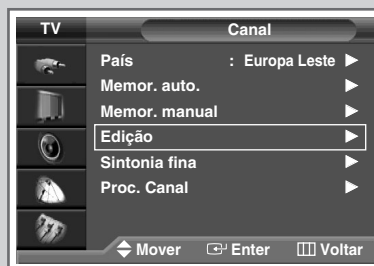 TV Canal
País : Europa Leste
Memor. auto.
Memor. manual
Edição
Sintonia fina
Proc. Canal
Mover Enter Voltar